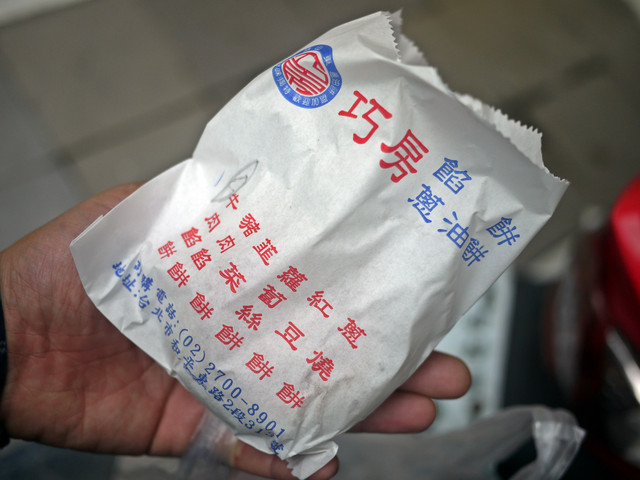 巧房
餡餅
蔥油餅
牛肉餡餅
豬肉餡餅
韭菜餅
蘿蔔絲餅
紅豆餅
蔥燒餅
購電話:(02)2700-8901
地址:台北市和平東路2段
號